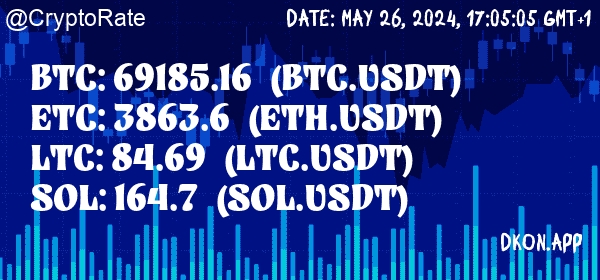 @CryptoRate
DATE: MAY 26, 2024, 17:05:05 GMT+1
BTC: 69185.16 (BTC.USDT)
ETC: 3863.6 (ETH.USDT)
LTC: 84.69 (LTC.USDT)
SOL: 164.7 (SOL.USDT)
DKON.APP